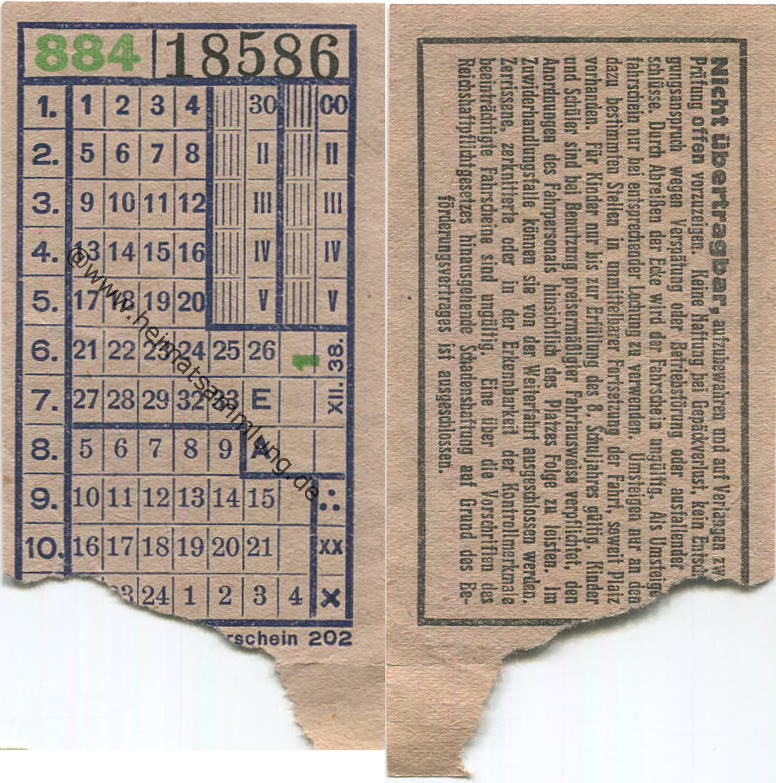 884 18586
1. 1 2 3 4 30 00
2. 5 6 7 8 II II
3. 9 10 11 12 III III
4. 13 14 15 16 IV IV
5. 17 18 19 20 V V
6. 21 22 23 24 25 26 1 XII. 38.
7. 27 28 29 32 33 E
8. 5 6 7 8 9
9. 10 11 12 13 14 15 ∴
10. 16 17 18 19 20 21 XX
23 24 1 2 3 4 X
rschein 202
©www.heimatsammlung.de
Nicht übertragbar, aufzubewahren und auf Verlangen zur
Prüfung offen vorzuzeigen. Keine Haftung bei Gepäckverlust, kein Entsch
gungsanspruch wegen Verspätung oder Betriebsstörung oder ausfallender
schlüsse. Durch Abreißen der Ecke wird der Fahrschein ungültig. Als Umsteige
fahrschein nur bei entsprechender Lochung zu verwenden. Umsteigen nur an den
dazu bestimmten Stellen in unmittelbarer Fortsetzung der Fahrt, soweit Platz
vorhanden. Für Kinder nur bis zur Erfüllung des 8. Schuljahres gültig. Kinder
und Schüler sind bei Benutzung preisermäßigter Fahrtausweise verpflichtet, den
Anordnungen des Fahrpersonals hinsichtlich des Platzes Folge zu leisten. Im
Zuwiderhandlungsfalle können sie von der Weiterfahrt ausgeschlossen werden.
Zerrissene, zerknitterte oder in der Erkennbarkeit der Kontrollmerkmale
beeinträchtigte Fahrscheine sind ungültig. Eine über die Vorschriften des
Reichshaftpflichtgesetzes hinausgehende Schadenshaftung auf Grund des Be-
förderungsvertrages ist ausgeschlossen.